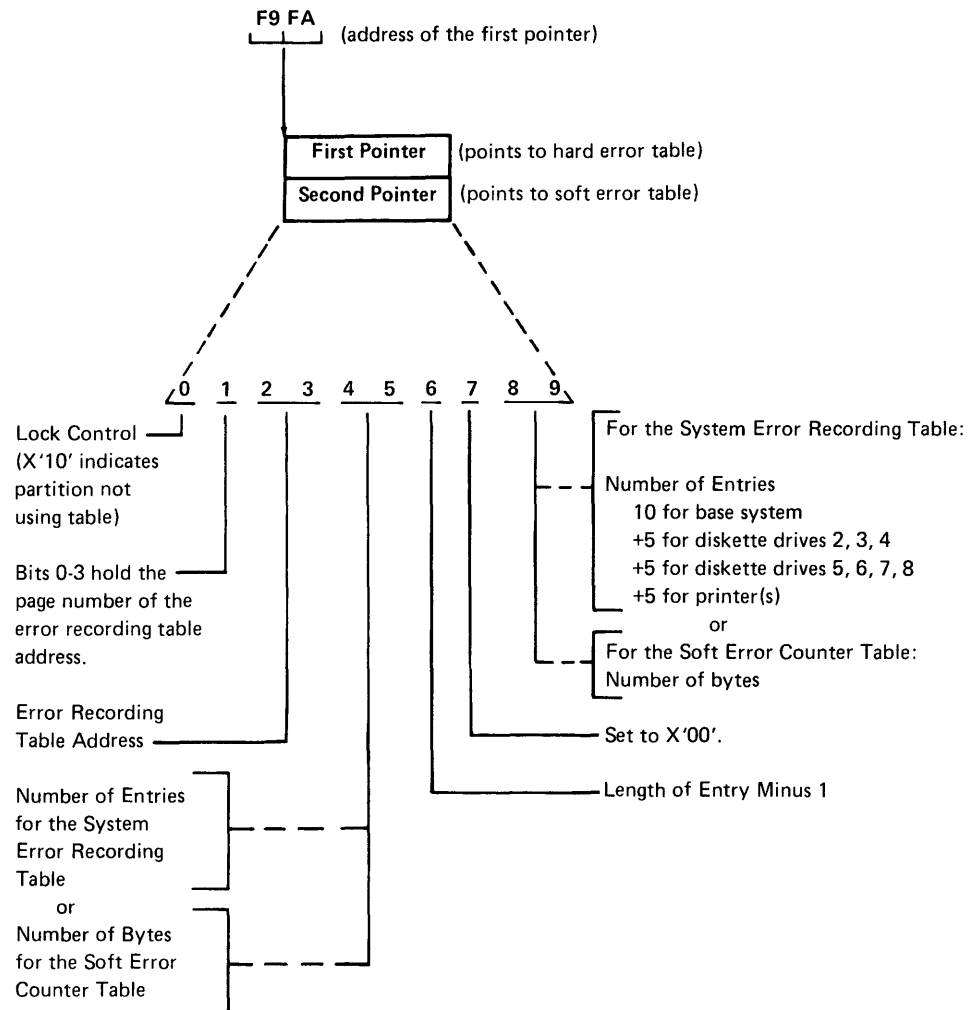 F9 FA
(address of the first pointer)
First Pointer
(points to hard error table)
Second Pointer
(points to soft error table)
0 1 2 3 4 5 6 7 8 9
Lock Control
(X'10' indicates
partition not
using table)
Bits 0-3 hold the
page number of the
error recording table
address.
Error Recording
Table Address
Number of Entries
for the System
Error Recording
Table
or
Number of Bytes
for the Soft Error
Counter Table
For the System Error Recording Table:
Number of Entries
10 for base system
+5 for diskette drives 2, 3, 4
+5 for diskette drives 5, 6, 7, 8
+5 for printer(s)
or
For the Soft Error Counter Table:
Number of bytes
Set to X'00'.
Length of Entry Minus 1